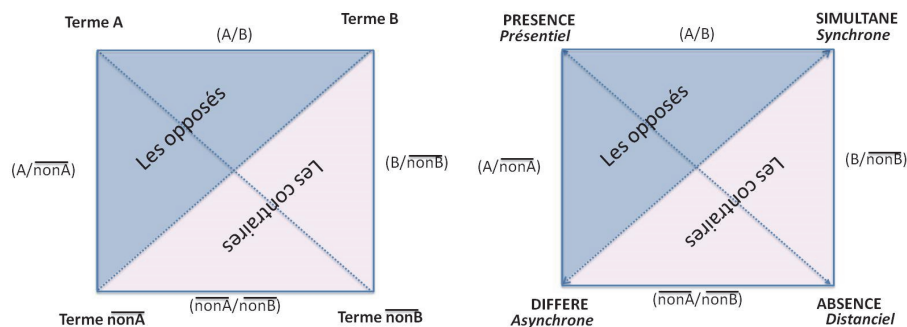 Terme A
Terme B
(A/B)
Les opposés
(A/nonA)
(B/nonB)
Les contraires
(nonA/nonB)
Terme nonA
Terme nonB
PRESENCE
Présentiel
SIMULTANE
Synchrone
(A/B)
Les opposés
(A/nonA)
(B/nonB)
Les contraires
(nonA/nonB)
DIFFERE
Asynchrone
ABSENCE
Distanciel